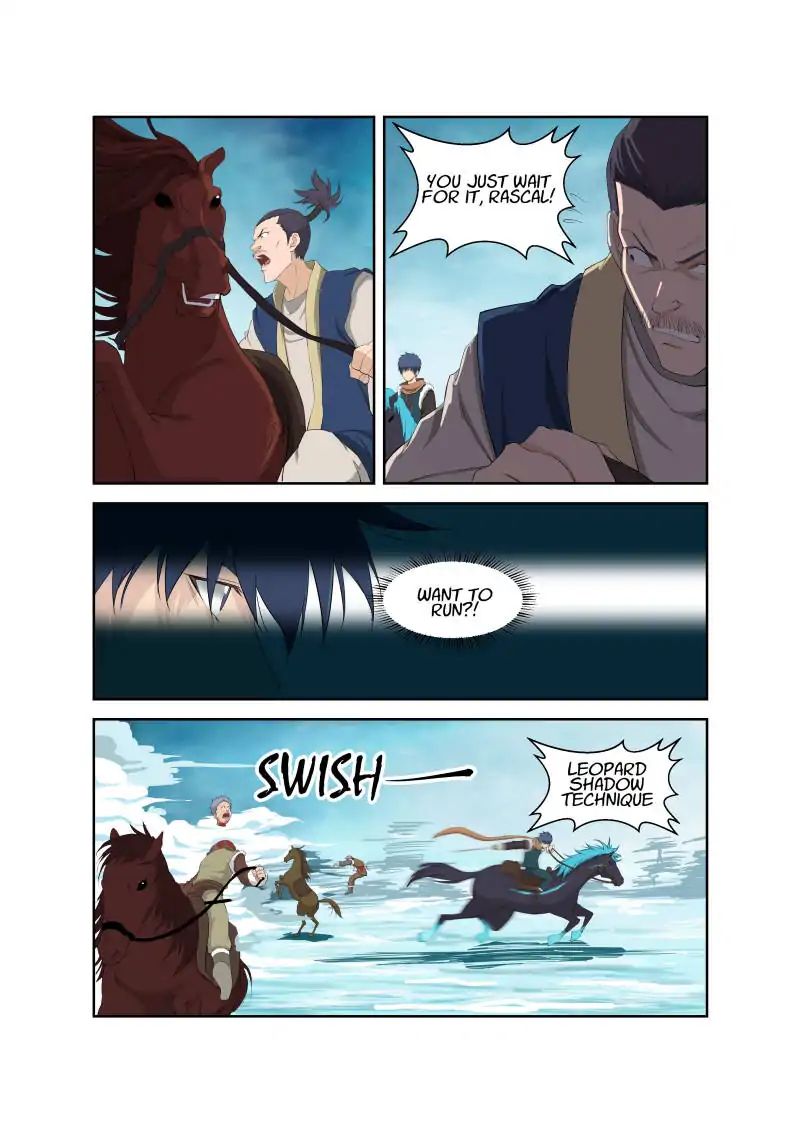 YOU JUST WAIT
FOR IT, RASCAL!
WANT TO
RUN?!
SWISH—
LEOPARD
SHADOW
TECHNIQUE